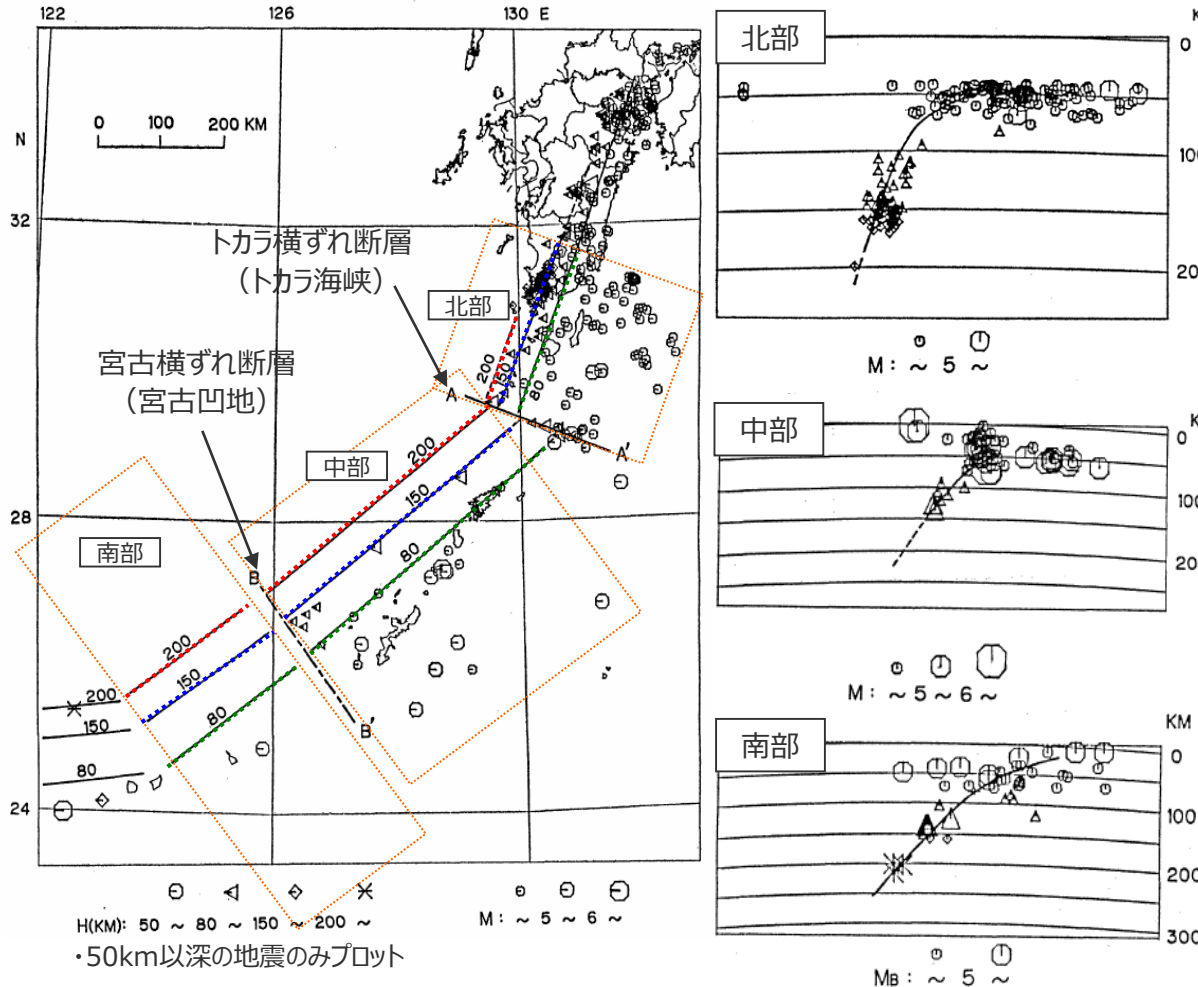 122
126
130 E
0 100 200 KM
N
32
28
24
トカラ横ずれ断層
（トカラ海峡）
北部
宮古横ずれ断層
（宮古凹地）
A
A'
200
150
80
中部
200
150
80
南部
B
B'
200
150
80
200
150
80
H(KM): 50 ~ 80 ~ 150 ~ 200 ~
M: ~ 5 ~ 6 ~
・50km以深の地震のみプロット
北部
K
0
100
20
M: ~ 5 ~
中部
K
0
100
20
M: ~ 5 ~ 6 ~
南部
KM
0
100
200
300
MB: ~ 5 ~